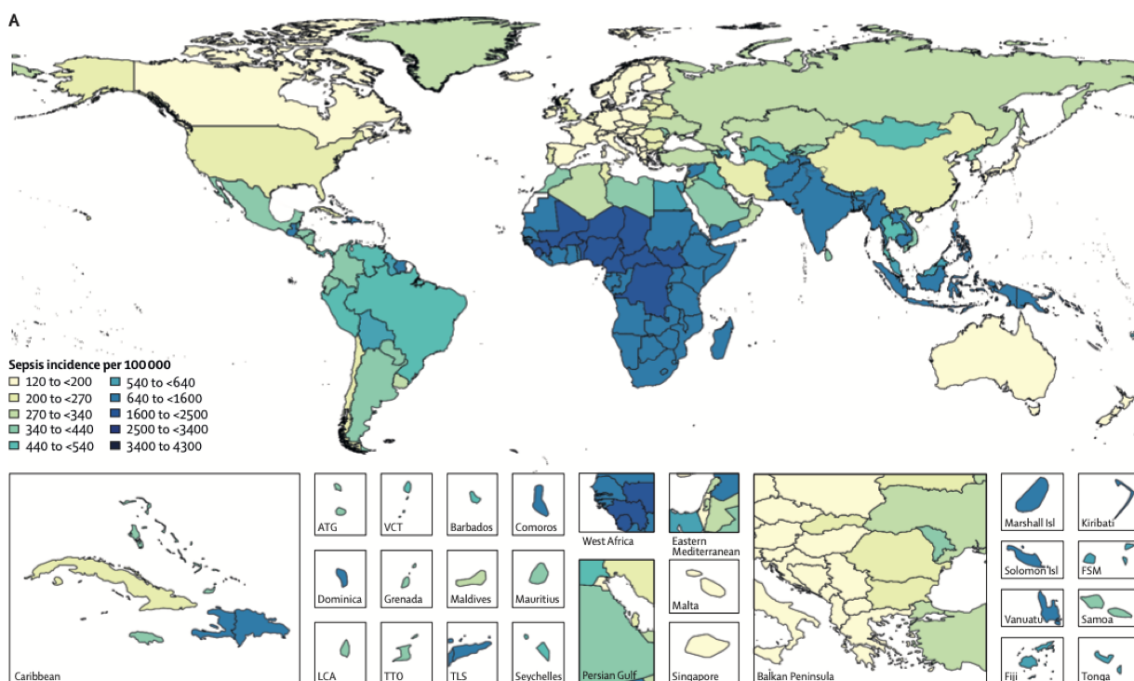 A
Sepsis incidence per 100 000
120 to <200
200 to <270
270 to <340
340 to <440
440 to <540
540 to <640
640 to <1600
1600 to <2500
2500 to <3400
3400 to 4300
Caribbean
ATG
VCT
Barbados
Comoros
Dominica
Grenada
Maldives
Mauritius
LCA
TTO
TLS
Seychelles
West Africa
Eastern
Mediterranean
Persian Gulf
Malta
Singapore
Balkan Peninsula
Marshall Isl
Kiribati
Solomon Isl
FSM
Vanuatu
Samoa
Fiji
Tonga